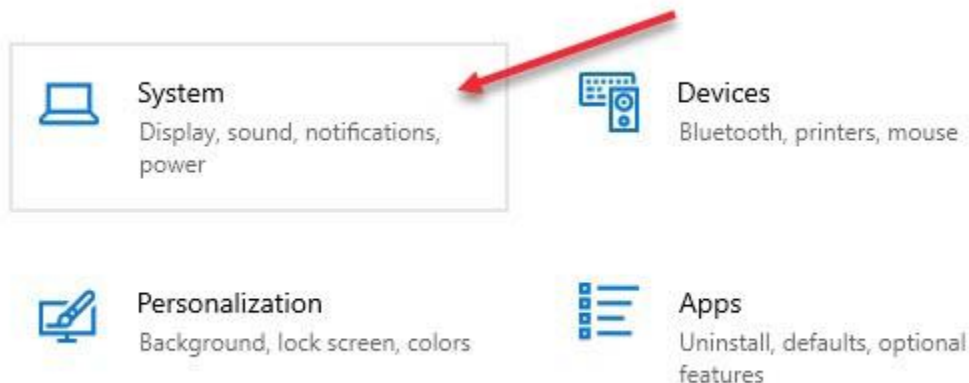 System
Display, sound, notifications,
power
Devices
Bluetooth, printers, mouse
Personalization
Background, lock screen, colors
Apps
Uninstall, defaults, optional
features